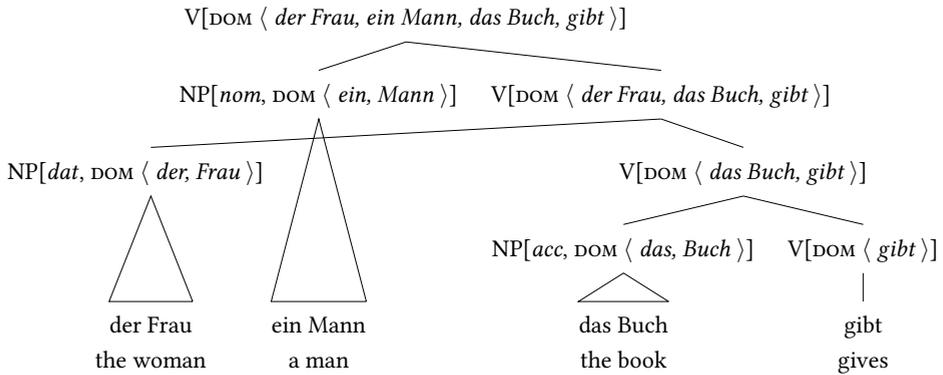 V[DOM ⟨ der Frau, ein Mann, das Buch, gibt ⟩]
NP[nom, DOM ⟨ ein, Mann ⟩] V[DOM ⟨ der Frau, das Buch, gibt ⟩]
NP[dat, DOM ⟨ der, Frau ⟩] V[DOM ⟨ das Buch, gibt ⟩]
NP[acc, DOM ⟨ das, Buch ⟩] V[DOM ⟨ gibt ⟩]
der Frau ein Mann das Buch gibt
the woman a man the book gives